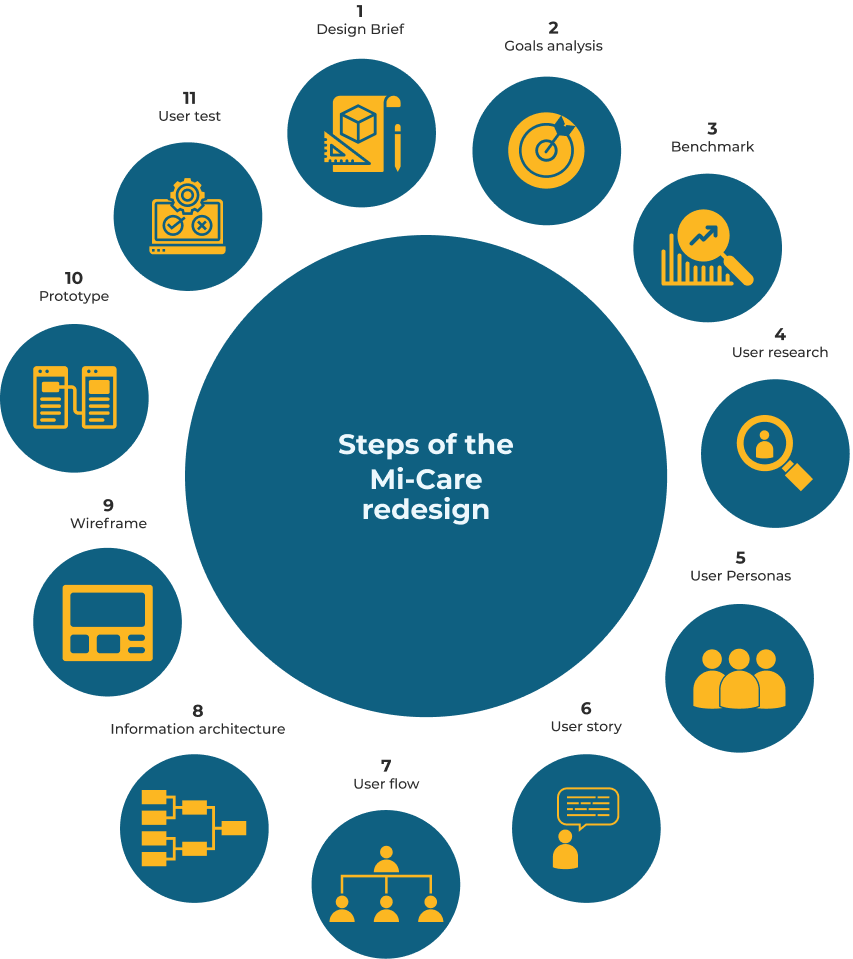 1
Design Brief
2
Goals analysis
3
Benchmark
4
User research
5
User Personas
6
User story
7
User flow
8
Information architecture
9
Wireframe
10
Prototype
11
User test
Steps of the
Mi-Care
redesign